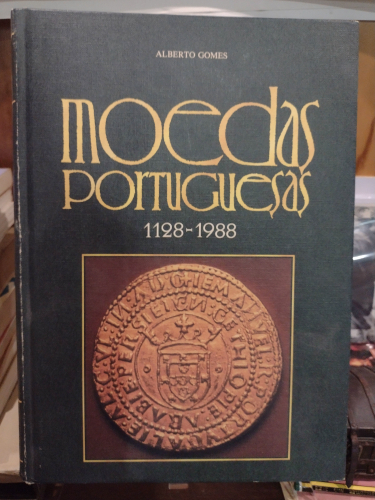 ALBERTO GOMES
moedas
PORTUGUESAS
1128-1988